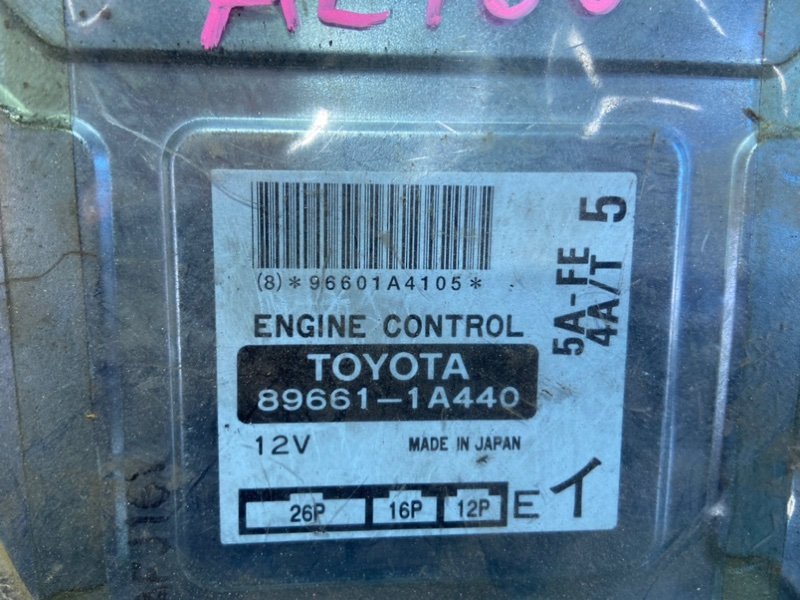 AE100
(8)*96601A4105*
ENGINE CONTROL
TOYOTA
89661-1A440
12V MADE IN JAPAN
26P 16P 12P E イ
5A-FE
4A/T 5